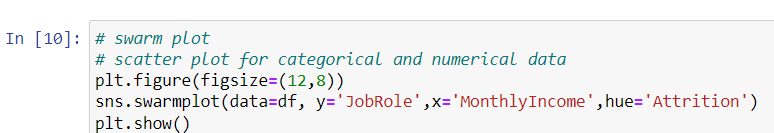 In [10]: # swarm plot
# scatter plot for categorical and numerical data
plt.figure(figsize=(12,8))
sns.swarmplot(data=df, y='JobRole',x='MonthlyIncome',hue='Attrition')
plt.show()